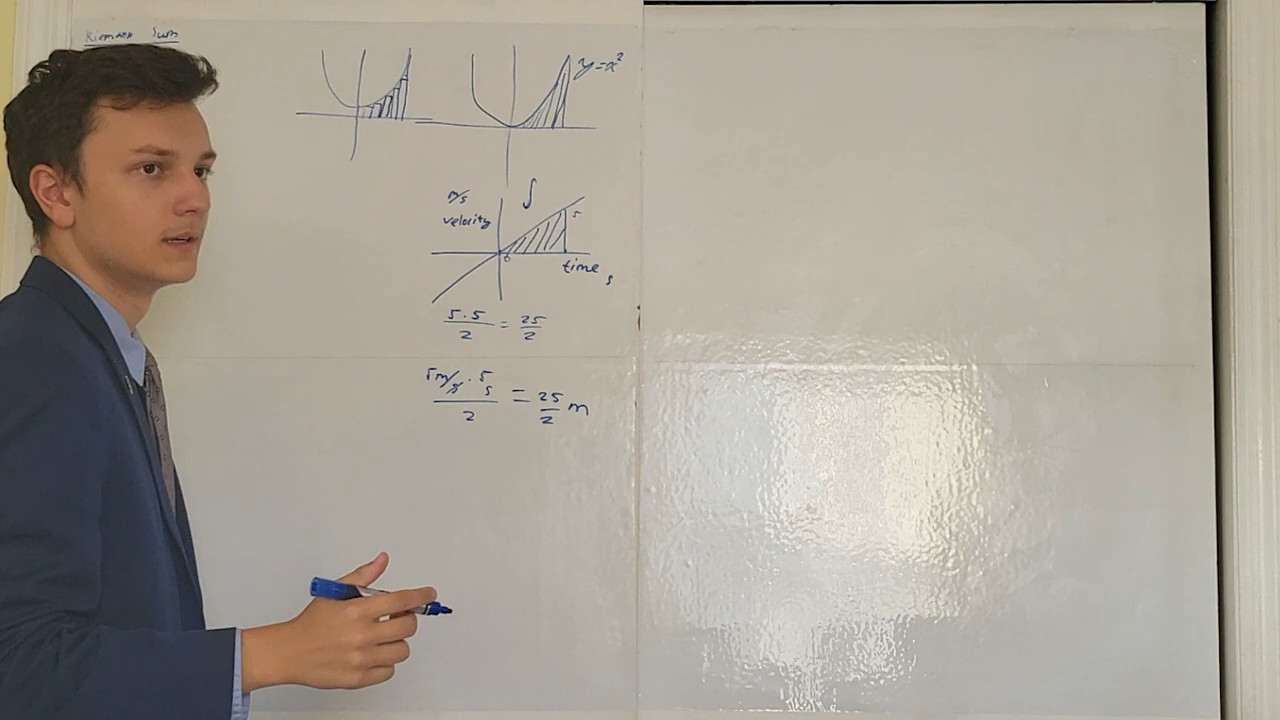 Riemann Sum
y=x²
m/s
∫
velocity
5
0
time s
5·5/2 = 25/2
5m/s·5s/2 = 25/2 m